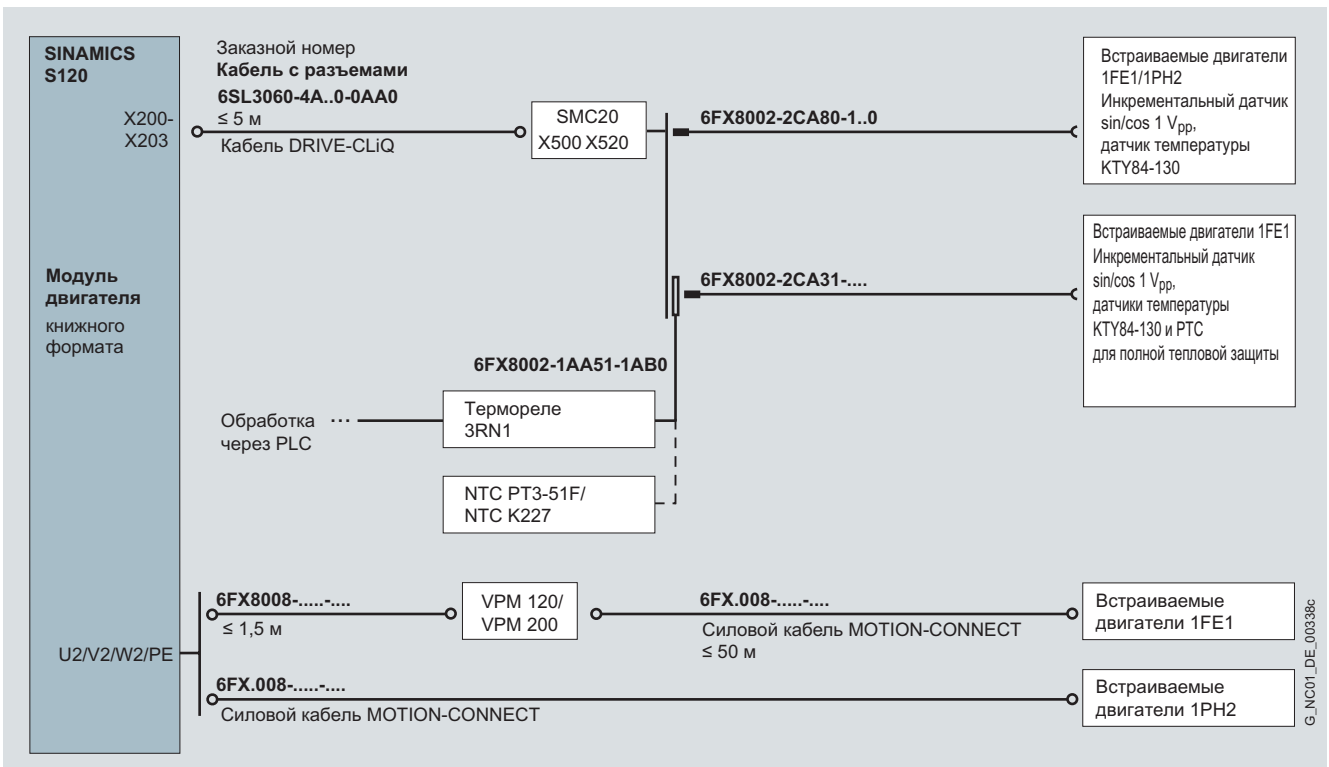 SINAMICS
S120
Заказной номер
Кабель с разъемами
6SL3060-4A..0-0AA0
X200-
X203
≤ 5 м
Кабель DRIVE-CLiQ
SMC20
X500 X520
6FX8002-2CA80-1..0
Встраиваемые двигатели
1FE1/1PH2
Инкрементальный датчик
sin/cos 1 Vpp,
датчик температуры
KTY84-130
Модуль
двигателя
книжного
формата
6FX8002-2CA31-....
Встраиваемые двигатели 1FE1
Инкрементальный датчик
sin/cos 1 Vpp,
датчики температуры
KTY84-130 и PTC
для полной тепловой защиты
6FX8002-1AA51-1AB0
Обработка ...
через PLC
Термореле
3RN1
NTC PT3-51F/
NTC K227
U2/V2/W2/PE
6FX8008-.....-....
≤ 1,5 м
VPM 120/
VPM 200
6FX.008-.....-....
Силовой кабель MOTION-CONNECT
≤ 50 м
Встраиваемые
двигатели 1FE1
6FX.008-.....-....
Силовой кабель MOTION-CONNECT
Встраиваемые
двигатели 1PH2
G_NC01_DE_00338c